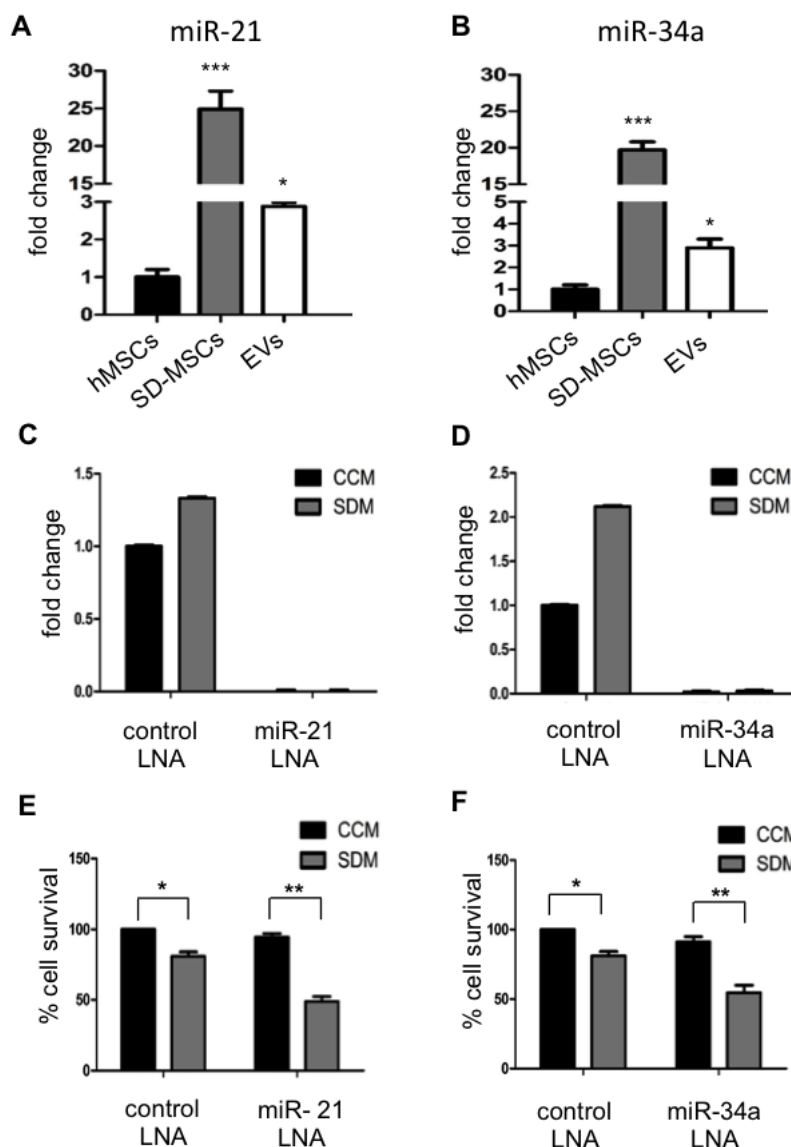 A
miR-21
fold change
30
25
20
15
3
2
1
0
***
*
hMSCs
SD-MSCs
EVs
B
miR-34a
fold change
30
25
20
15
5
4
3
2
1
0
***
*
hMSCs
SD-MSCs
EVs
C
CCM
SDM
fold change
1.5
1.0
0.5
0.0
control
LNA
miR-21
LNA
D
CCM
SDM
fold change
2.5
2.0
1.5
1.0
0.5
0.0
control
LNA
miR-34a
LNA
E
CCM
SDM
% cell survival
150
100
50
0
*
**
control
LNA
miR- 21
LNA
F
CCM
SDM
% cell survival
150
100
50
0
*
**
control
LNA
miR-34a
LNA